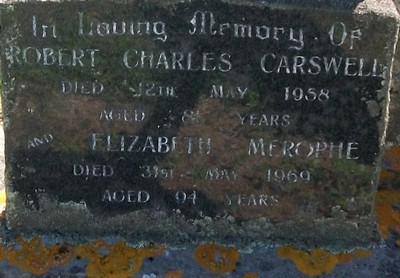 In Loving Memory Of
ROBERT CHARLES CARSWELL
DIED 12TH MAY 1958
AGED YEARS
AND ELIZABETH MEROPHE
DIED 31ST MAY 1969
AGED 94 YEARS